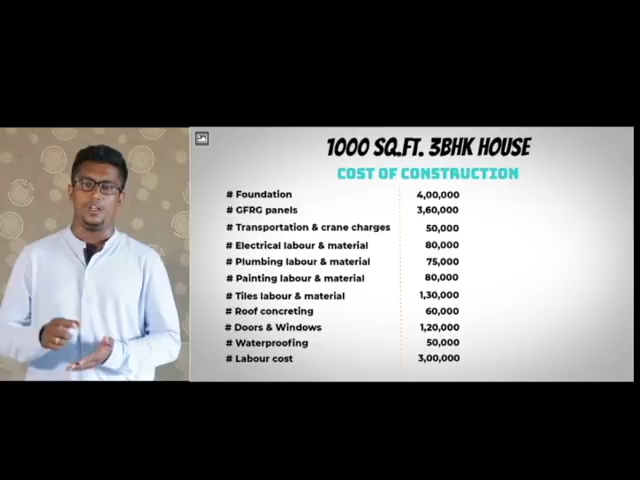 1000 SQ.FT. 3BHK HOUSE
COST OF CONSTRUCTION
# Foundation 4,00,000
# GFRG panels 3,60,000
# Transportation & crane charges 50,000
# Electrical labour & material 80,000
# Plumbing labour & material 75,000
# Painting labour & material 80,000
# Tiles labour & material 1,30,000
# Roof concreting 60,000
# Doors & Windows 1,20,000
# Waterproofing 50,000
# Labour cost 3,00,000